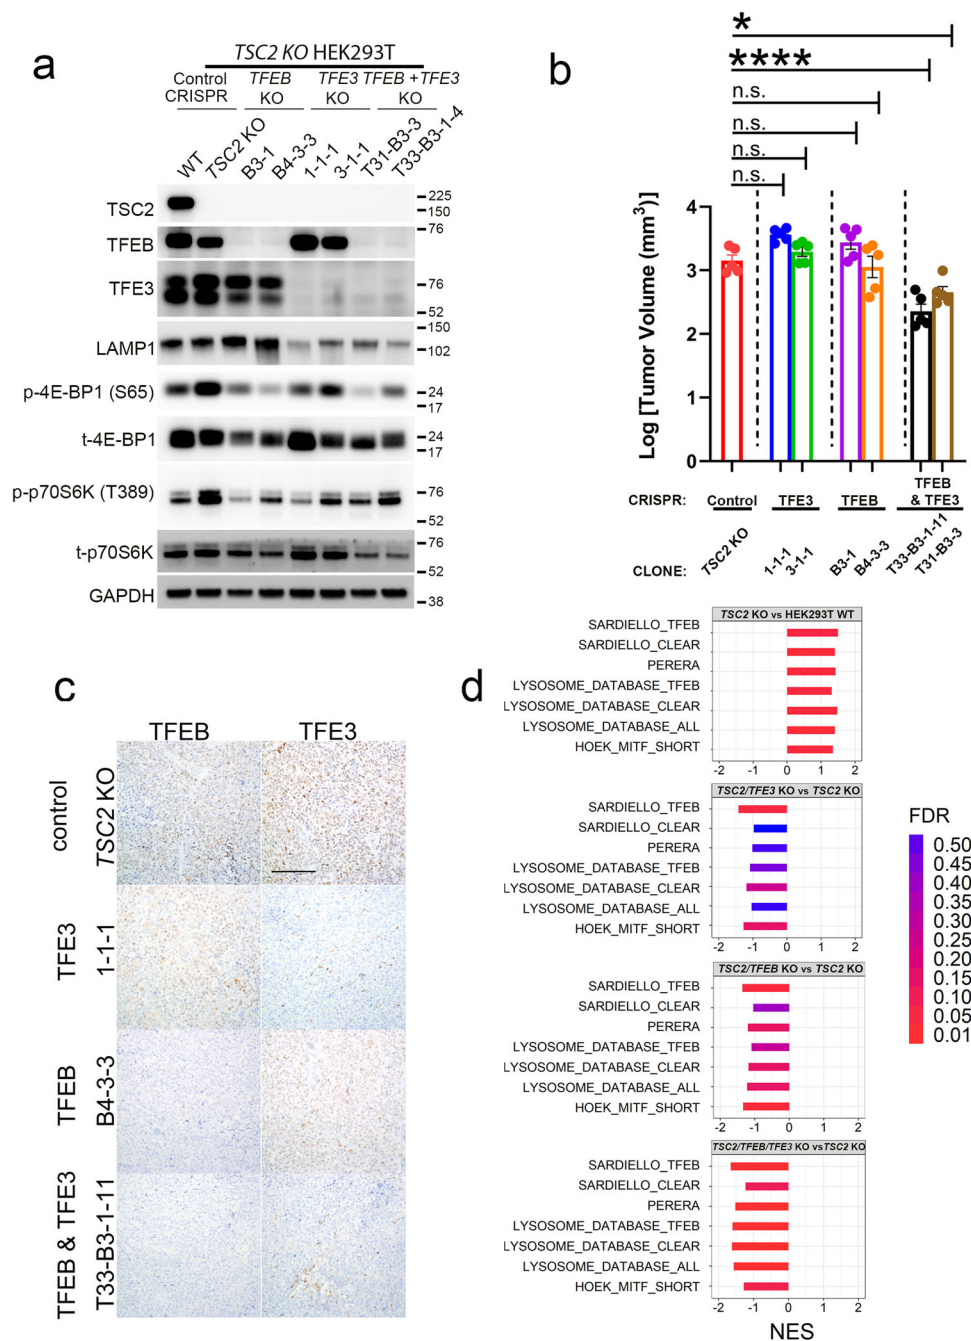 a
TSC2 KO HEK293T
Control TFEB TFE3 TFEB +TFE3
CRISPR KO KO KO
WT
TSC2 KO
B3-1
B4-3-3
1-1-1
3-1-1
T31-B3-3
T33-B3-1-4
TSC2
225
150
TFEB
76
TFE3
76
52
LAMP1
150
102
p-4E-BP1 (S65)
24
17
t-4E-BP1
24
17
p-p70S6K (T389)
76
52
t-p70S6K
76
52
GAPDH
38
b
*
****
n.s.
n.s.
n.s.
n.s.
Log [Tumor Volume (mm3)
4
3
2
1
0
CRISPR:
Control
TFE3
TFEB
TFEB
& TFE3
CLONE:
TSC2 KO
1-1-1
3-1-1
B3-1
B4-3-3
T33-B3-1-11
T31-B3-3
c
TFEB TFE3
control
TSC2 KO
TFE3
1-1-1
TFEB
B4-3-3
TFEB & TFE3
T33-B3-1-11
d
TSC2 KO vs HEK293T WT
SARDIELLO_TFEB
SARDIELLO_CLEAR
PERERA
LYSOSOME_DATABASE_TFEB
LYSOSOME_DATABASE_CLEAR
LYSOSOME_DATABASE_ALL
HOEK_MITF_SHORT
-2 -1 0 1 2
TSC2/TFE3 KO vs TSC2 KO
SARDIELLO_TFEB
SARDIELLO_CLEAR
PERERA
LYSOSOME_DATABASE_TFEB
LYSOSOME_DATABASE_CLEAR
LYSOSOME_DATABASE_ALL
HOEK_MITF_SHORT
-2 -1 0 1 2
TSC2/TFEB KO vs TSC2 KO
SARDIELLO_TFEB
SARDIELLO_CLEAR
PERERA
LYSOSOME_DATABASE_TFEB
LYSOSOME_DATABASE_CLEAR
LYSOSOME_DATABASE_ALL
HOEK_MITF_SHORT
-2 -1 0 1 2
TSC2/TFEB/TFE3 KO vsTSC2 KO
SARDIELLO_TFEB
SARDIELLO_CLEAR
PERERA
LYSOSOME_DATABASE_TFEB
LYSOSOME_DATABASE_CLEAR
LYSOSOME_DATABASE_ALL
HOEK_MITF_SHORT
-2 -1 0 1 2
NES
FDR
0.50
0.40
0.35
0.30
0.25
0.20
0.15
0.10
0.05
0.01